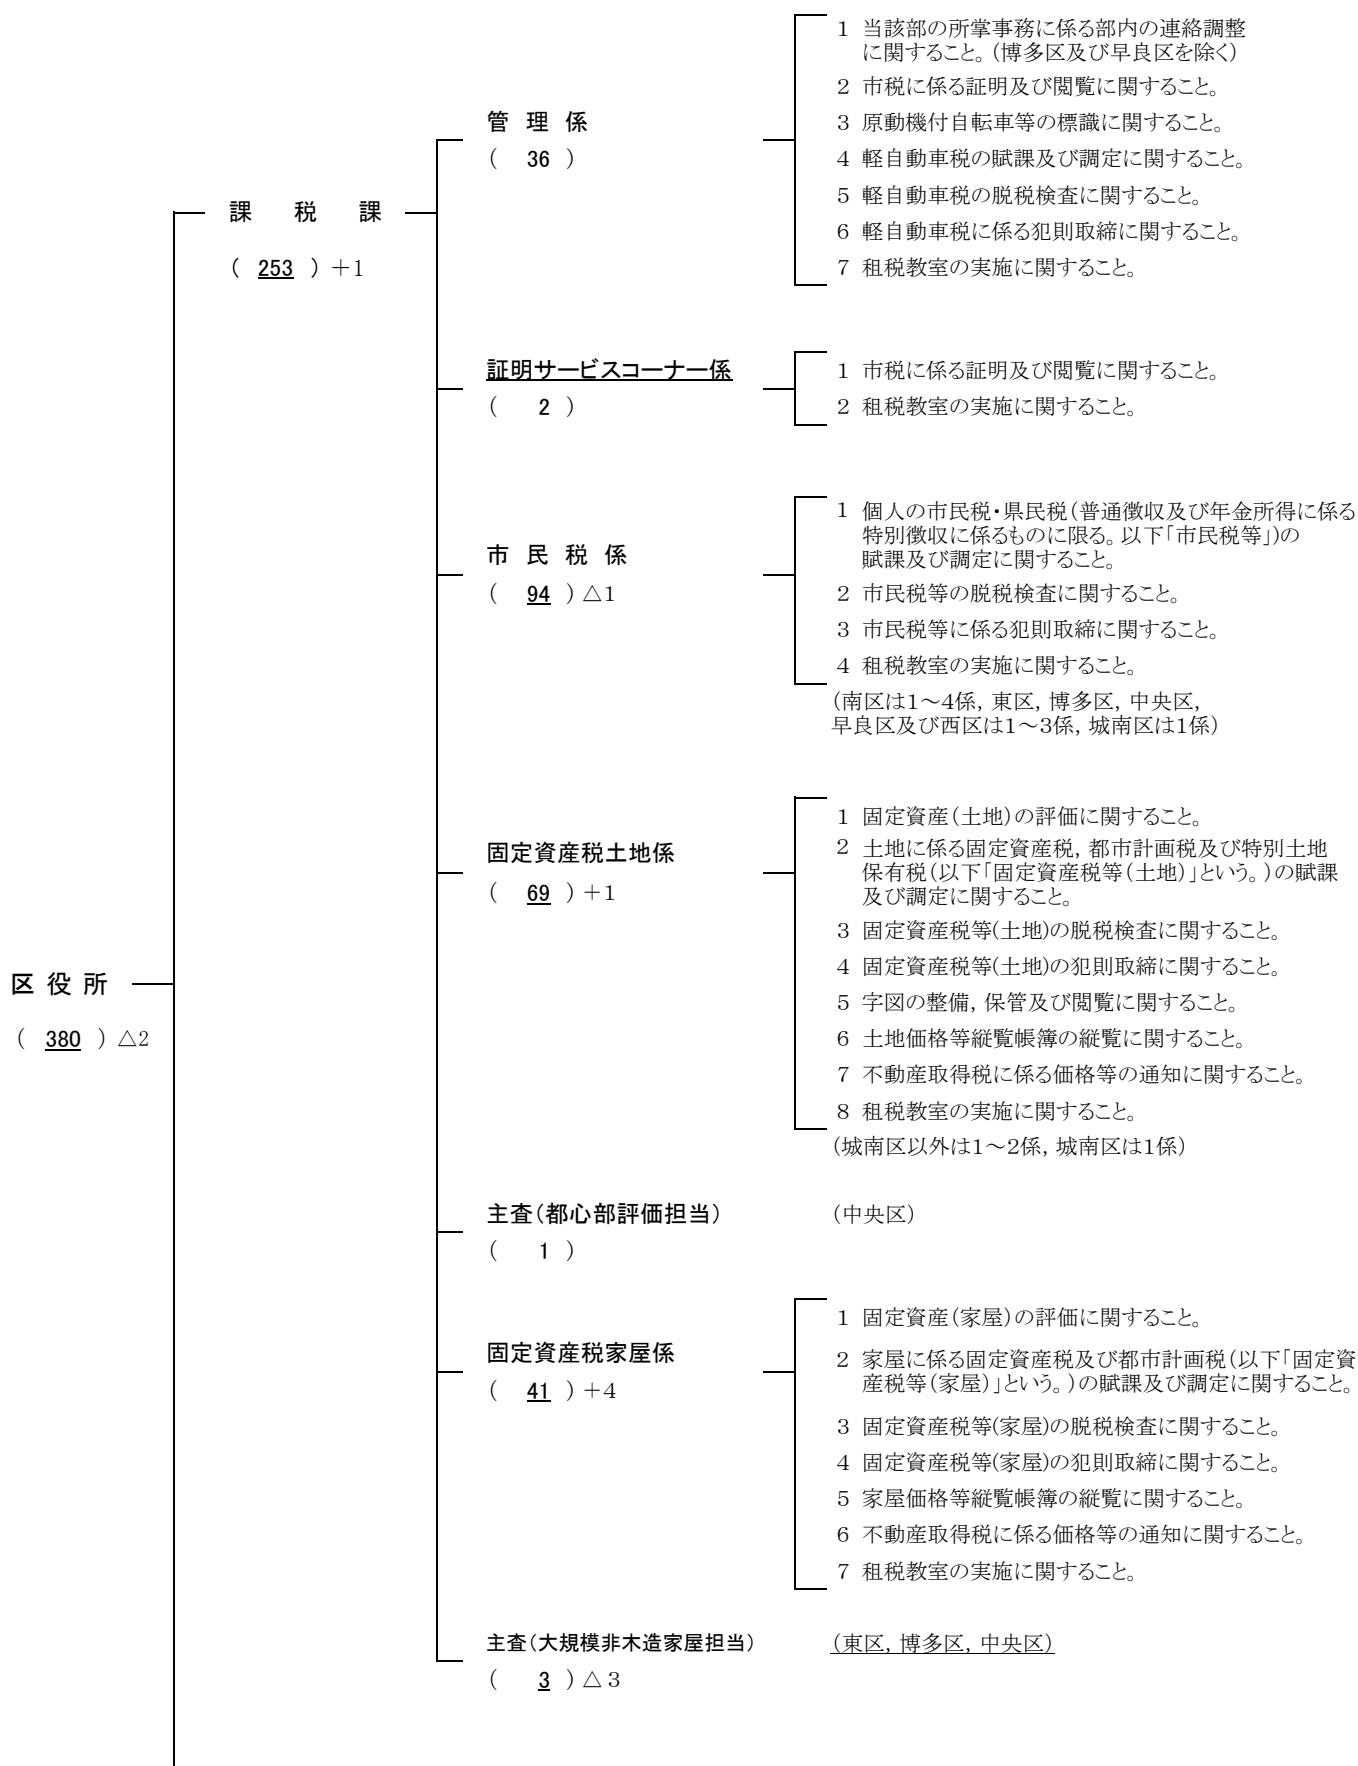 区役所
( 380 ) △2
課税課
( 253 ) +1
管理係
( 36 )
1 当該部の所掌事務に係る部内の連絡調整
に関すること。(博多区及び早良区を除く)
2 市税に係る証明及び閲覧に関すること。
3 原動機付自転車等の標識に関すること。
4 軽自動車税の賦課及び調定に関すること。
5 軽自動車税の脱税検査に関すること。
6 軽自動車税に係る犯則取締に関すること。
7 租税教室の実施に関すること。
証明サービスコーナー係
( 2 )
1 市税に係る証明及び閲覧に関すること。
2 租税教室の実施に関すること。
市民税係
( 94 ) △1
1 個人の市民税・県民税(普通徴収及び年金所得に係る
特別徴収に係るものに限る。以下「市民税等」)の
賦課及び調定に関すること。
2 市民税等の脱税検査に関すること。
3 市民税等に係る犯則取締に関すること。
4 租税教室の実施に関すること。
(南区は1～4係, 東区, 博多区, 中央区,
早良区及び西区は1～3係, 城南区は1係)
固定資産税土地係
( 69 ) +1
1 固定資産(土地)の評価に関すること。
2 土地に係る固定資産税, 都市計画税及び特別土地
保有税(以下「固定資産税等(土地)」という。)の賦課
及び調定に関すること。
3 固定資産税等(土地)の脱税検査に関すること。
4 固定資産税等(土地)の犯則取締に関すること。
5 字図の整備, 保管及び閲覧に関すること。
6 土地価格等縦覧帳簿の縦覧に関すること。
7 不動産取得税に係る価格等の通知に関すること。
8 租税教室の実施に関すること。
(城南区以外は1～2係, 城南区は1係)
主査(都心部評価担当)
( 1 )
(中央区)
固定資産税家屋係
( 41 ) +4
1 固定資産(家屋)の評価に関すること。
2 家屋に係る固定資産税及び都市計画税(以下「固定資
産税等(家屋)」という。)の賦課及び調定に関すること。
3 固定資産税等(家屋)の脱税検査に関すること。
4 固定資産税等(家屋)の犯則取締に関すること。
5 家屋価格等縦覧帳簿の縦覧に関すること。
6 不動産取得税に係る価格等の通知に関すること。
7 租税教室の実施に関すること。
主査(大規模非木造家屋担当)
( 3 ) △3
(東区, 博多区, 中央区)